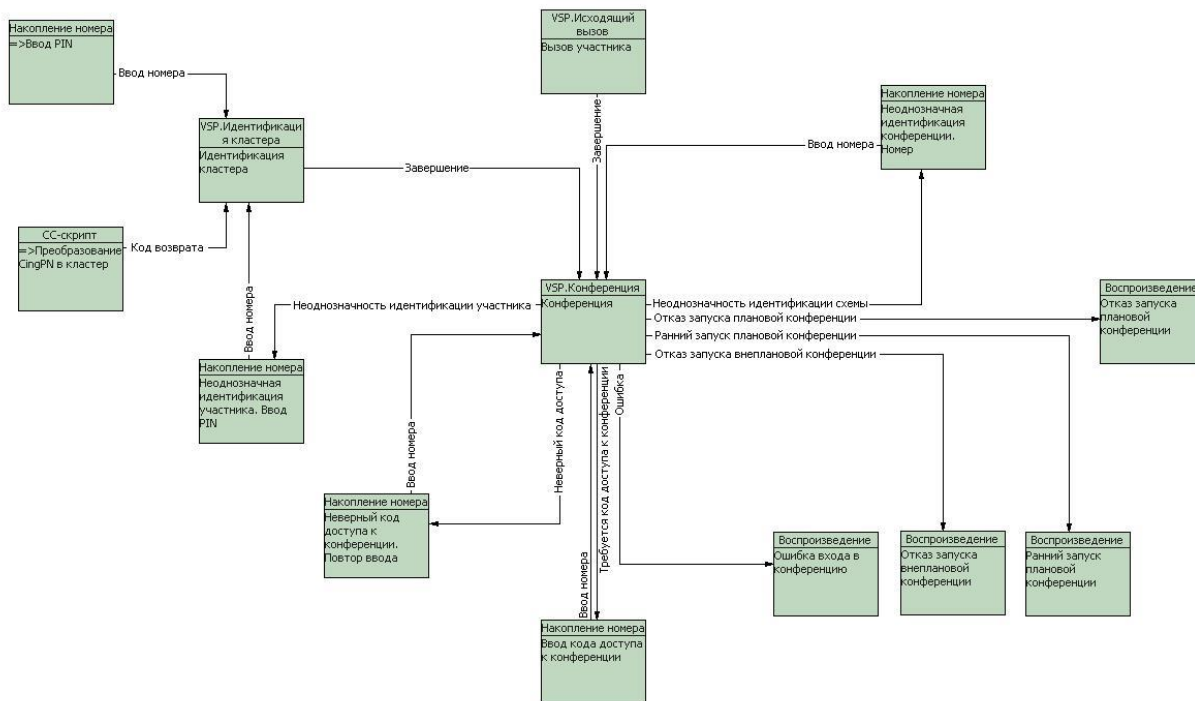 Накопление номера
=>Ввод PIN
VSP.Исходящий
вызов
Вызов участника
Ввод номера
Накопление номера
Неоднозначная
идентификация
конференции.
Номер
VSP.Идентификаци
я кластера
Идентификация
кластера
Завершение
Завершение
Ввод номера
СС-скрипт
=>Преобразование
CingPN в кластер
Код возврата
Ввод номера
VSP.Конференция
Конференция
Неоднозначность идентификации участника
Неоднозначность идентификации схемы
Отказ запуска плановой конференции
Ранний запуск плановой конференции
Отказ запуска внеплановой конференции
Воспроизведение
Отказ запуска
плановой
конференции
Накопление номера
Неоднозначная
идентификация
участника. Ввод
PIN
Ввод номера
Неверный код доступа
Требуется код доступа к конференции
Ошибка
Накопление номера
Неверный код
доступа к
конференции.
Повтор ввода
Ввод номера
Воспроизведение
Ошибка входа в
конференцию
Воспроизведение
Отказ запуска
внеплановой
конференции
Воспроизведение
Ранний запуск
плановой
конференции
Накопление номера
Ввод кода доступа
к конференции